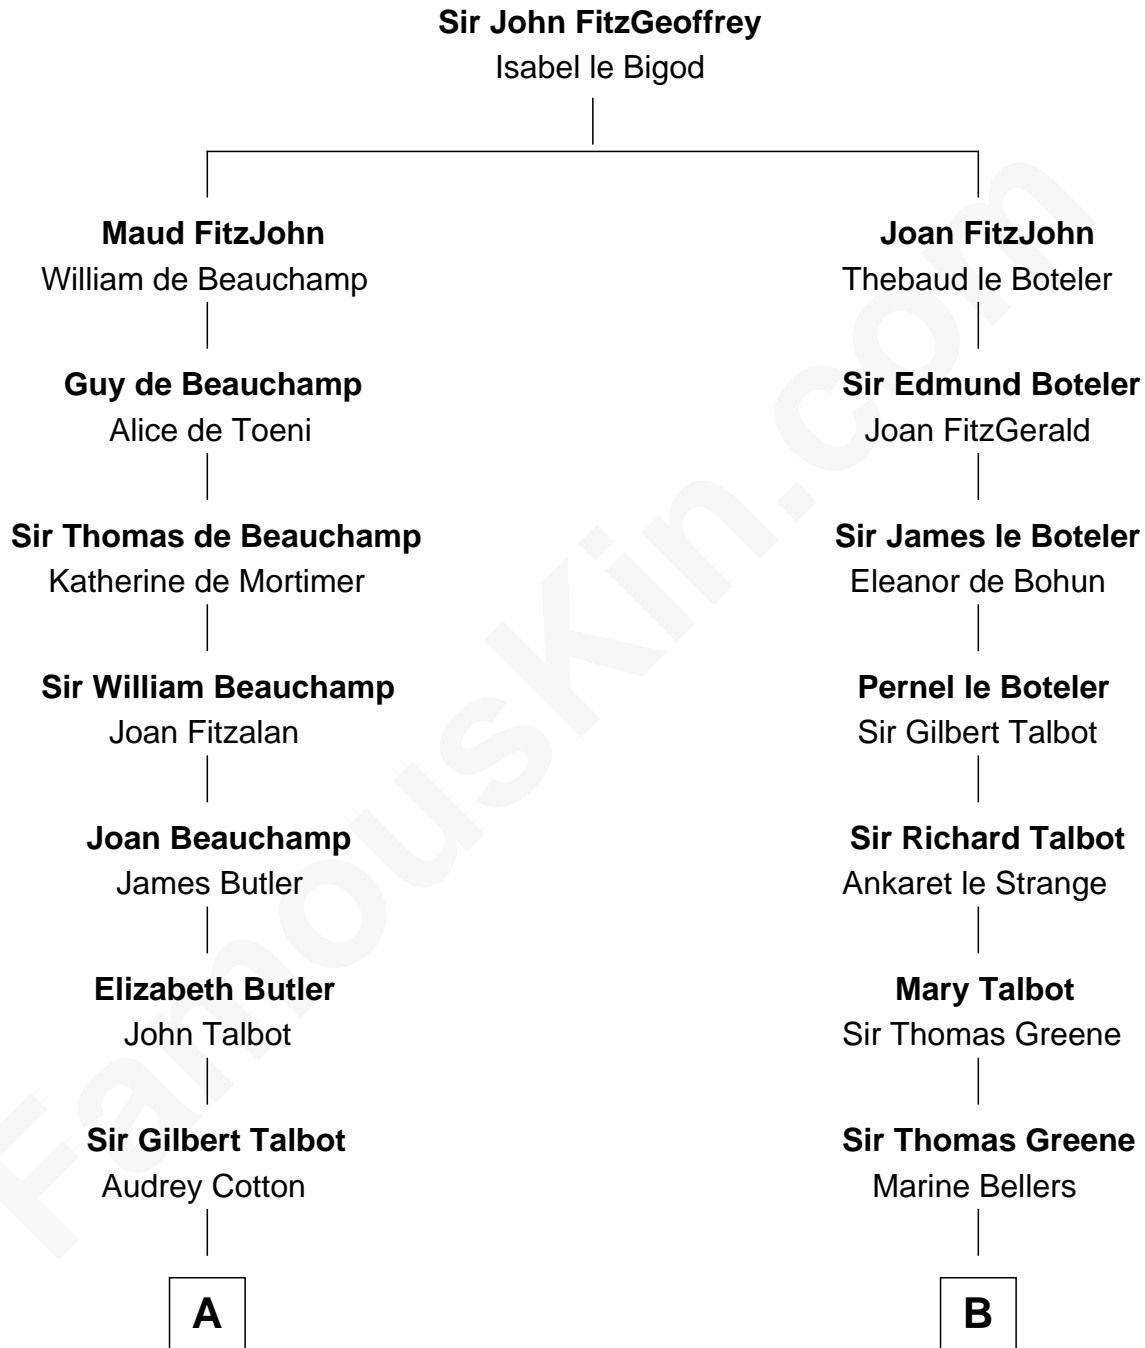 Sir John FitzGeoffrey
Isabel le Bigod
Maud FitzJohn
William de Beauchamp
Guy de Beauchamp
Alice de Toeni
Sir Thomas de Beauchamp
Katherine de Mortimer
Sir William Beauchamp
Joan Fitzalan
Joan Beauchamp
James Butler
Elizabeth Butler
John Talbot
Sir Gilbert Talbot
Audrey Cotton
A
Joan FitzJohn
Thebaud le Boteler
Sir Edmund Boteler
Joan FitzGerald
Sir James le Boteler
Eleanor de Bohun
Pernel le Boteler
Sir Gilbert Talbot
Sir Richard Talbot
Ankaret le Strange
Mary Talbot
Sir Thomas Greene
Sir Thomas Greene
Marine Bellers
B
FamousKin.com